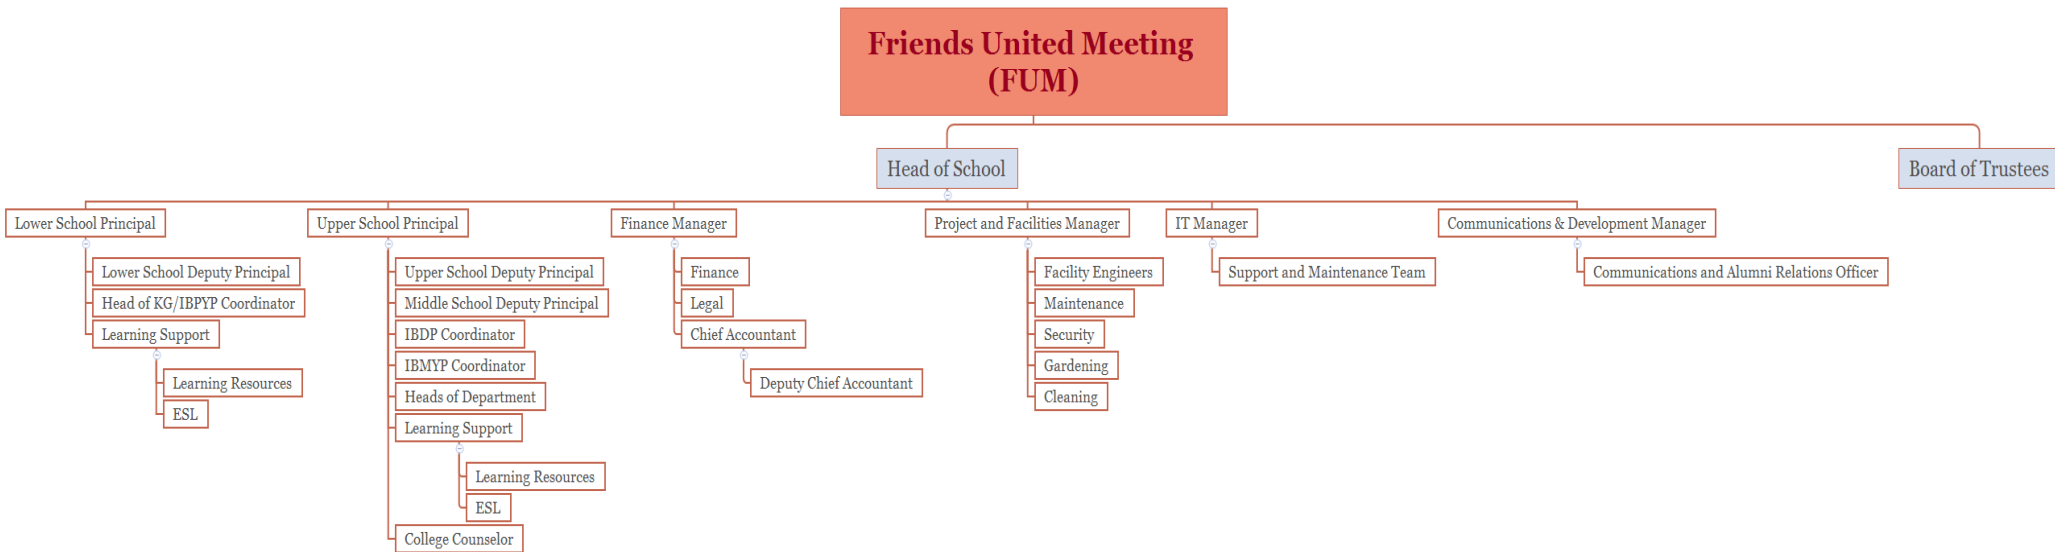 Friends United Meeting
(FUM)
Head of School
Board of Trustees
Lower School Principal
Upper School Principal
Finance Manager
Project and Facilities Manager
IT Manager
Communications & Development Manager
Lower School Deputy Principal
Head of KG/IBPYP Coordinator
Learning Support
Learning Resources
ESL
Upper School Deputy Principal
Middle School Deputy Principal
IBDP Coordinator
IBMYP Coordinator
Heads of Department
Learning Support
Learning Resources
ESL
College Counselor
Finance
Legal
Chief Accountant
Deputy Chief Accountant
Facility Engineers
Maintenance
Security
Gardening
Cleaning
Support and Maintenance Team
Communications and Alumni Relations Officer